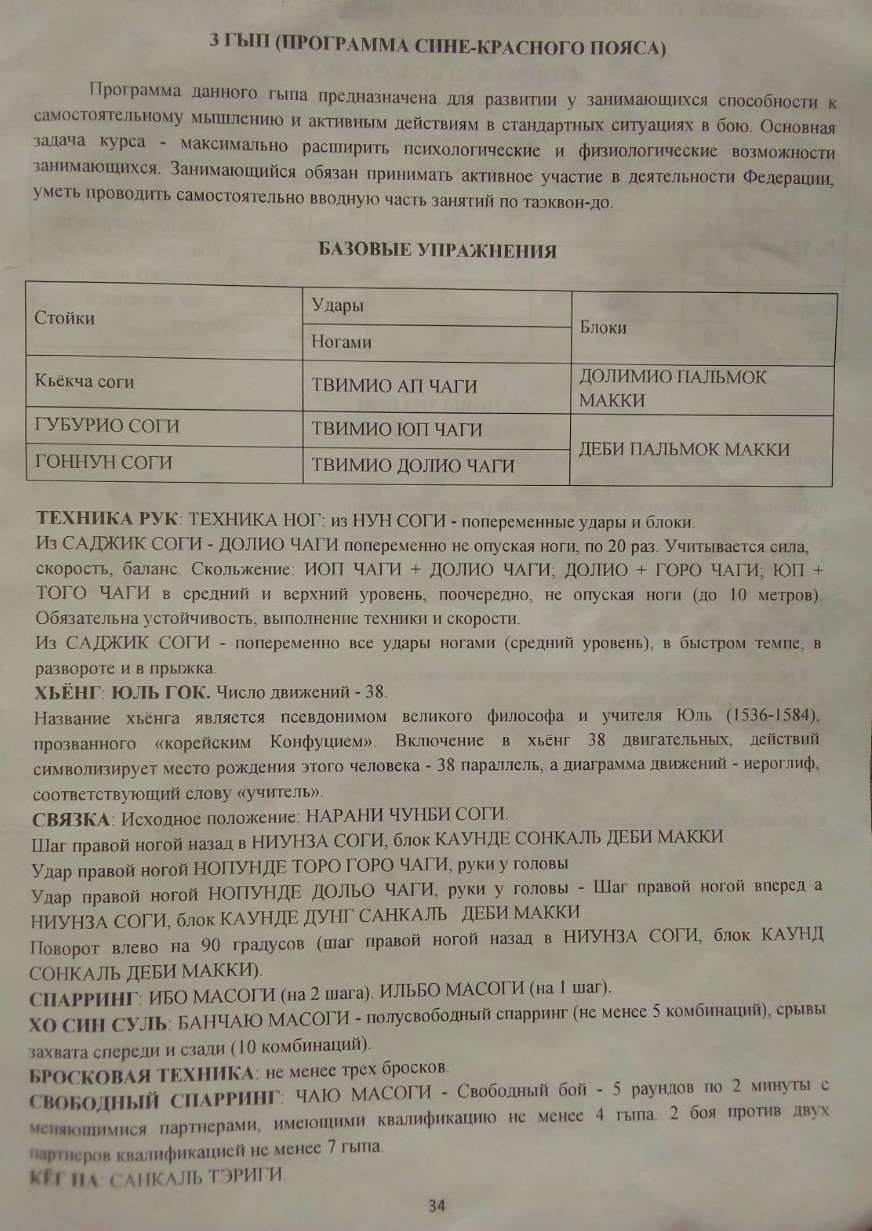 3 ГЫП (ПРОГРАММА СИНЕ-КРАСНОГО ПОЯСА)
Программа данного гыпа предназначена для развитии у занимающихся способности к
самостоятельному мышлению и активным действиям в стандартных ситуациях в бою. Основная
задача курса - максимально расширить психологические и физиологические возможности
занимающихся. Занимающийся обязан принимать активное участие в деятельности Федерации,
уметь проводить самостоятельно вводную часть занятий по таэквон-до.
БАЗОВЫЕ УПРАЖНЕНИЯ
Стойки
Удары
Ногами
Блоки
Кьёкча соги
ТВИМИО АП ЧАГИ
ДОЛИМИО ПАЛЬМОК
МАККИ
ГУБУРИО СОГИ
ТВИМИО ЮП ЧАГИ
ДЕБИ ПАЛЬМОК МАККИ
ГОННУН СОГИ
ТВИМИО ДОЛИО ЧАГИ
ТЕХНИКА РУК: ТЕХНИКА НОГ: из НУН СОГИ - попеременные удары и блоки.
Из САДЖИК СОГИ - ДОЛИО ЧАГИ попеременно не опуская ноги, по 20 раз. Учитывается сила,
скорость, баланс. Скольжение: ИОП ЧАГИ + ДОЛИО ЧАГИ; ДОЛИО + ГОРО ЧАГИ; ЮП +
ТОГО ЧАГИ в средний и верхний уровень, поочередно, не опуская ноги (до 10 метров).
Обязательна устойчивость, выполнение техники и скорости.
Из САДЖИК СОГИ - попеременно все удары ногами (средний уровень), в быстром темпе, в
развороте и в прыжка.
ХЬЁНГ: ЮЛЬ ГОК. Число движений - 38.
Название хьёнга является псевдонимом великого философа и учителя Юль (1536-1584),
прозванного «корейским Конфуцием». Включение в хьёнг 38 двигательных, действий
символизирует место рождения этого человека - 38 параллель, а диаграмма движений - иероглиф,
соответствующий слову «учитель».
СВЯЗКА: Исходное положение: НАРАНИ ЧУНБИ СОГИ.
Шаг правой ногой назад в НИУНЗА СОГИ, блок КАУНДЕ СОНКАЛЬ ДЕБИ МАККИ
Удар правой ногой НОПУНДЕ ТОРО ГОРО ЧАГИ, руки у головы
Удар правой ногой НОПУНДЕ ДОЛЬО ЧАГИ, руки у головы - Шаг правой ногой вперед а
НИУНЗА СОГИ, блок КАУНДЕ ДУНГ САНКАЛЬ ДЕБИ МАККИ
Поворот влево на 90 градусов (шаг правой ногой назад в НИУНЗА СОГИ, блок КАУНД
СОНКАЛЬ ДЕБИ МАККИ).
СПАРРИНГ: ИБО МАСОГИ (на 2 шага). ИЛЬБО МАСОГИ (на 1 шаг).
ХО СИН СУЛЬ: БАНЧАЮ МАСОГИ - полусвободный спарринг (не менее 5 комбинаций), срывы
захвата спереди и сзади (10 комбинаций).
БРОСКОВАЯ ТЕХНИКА: не менее трех бросков.
СВОБОДНЫЙ СПАРРИНГ: ЧАЮ МАСОГИ - Свободный бой - 5 раундов по 2 минуты с
меняющимися партнерами, имеющими квалификацию не менее 4 гыпа. 2 боя против двух
партнеров квалификацией не менее 7 гыпа.
КЁГ ПА: САНКАЛЬ ТЭРИГИ.
34